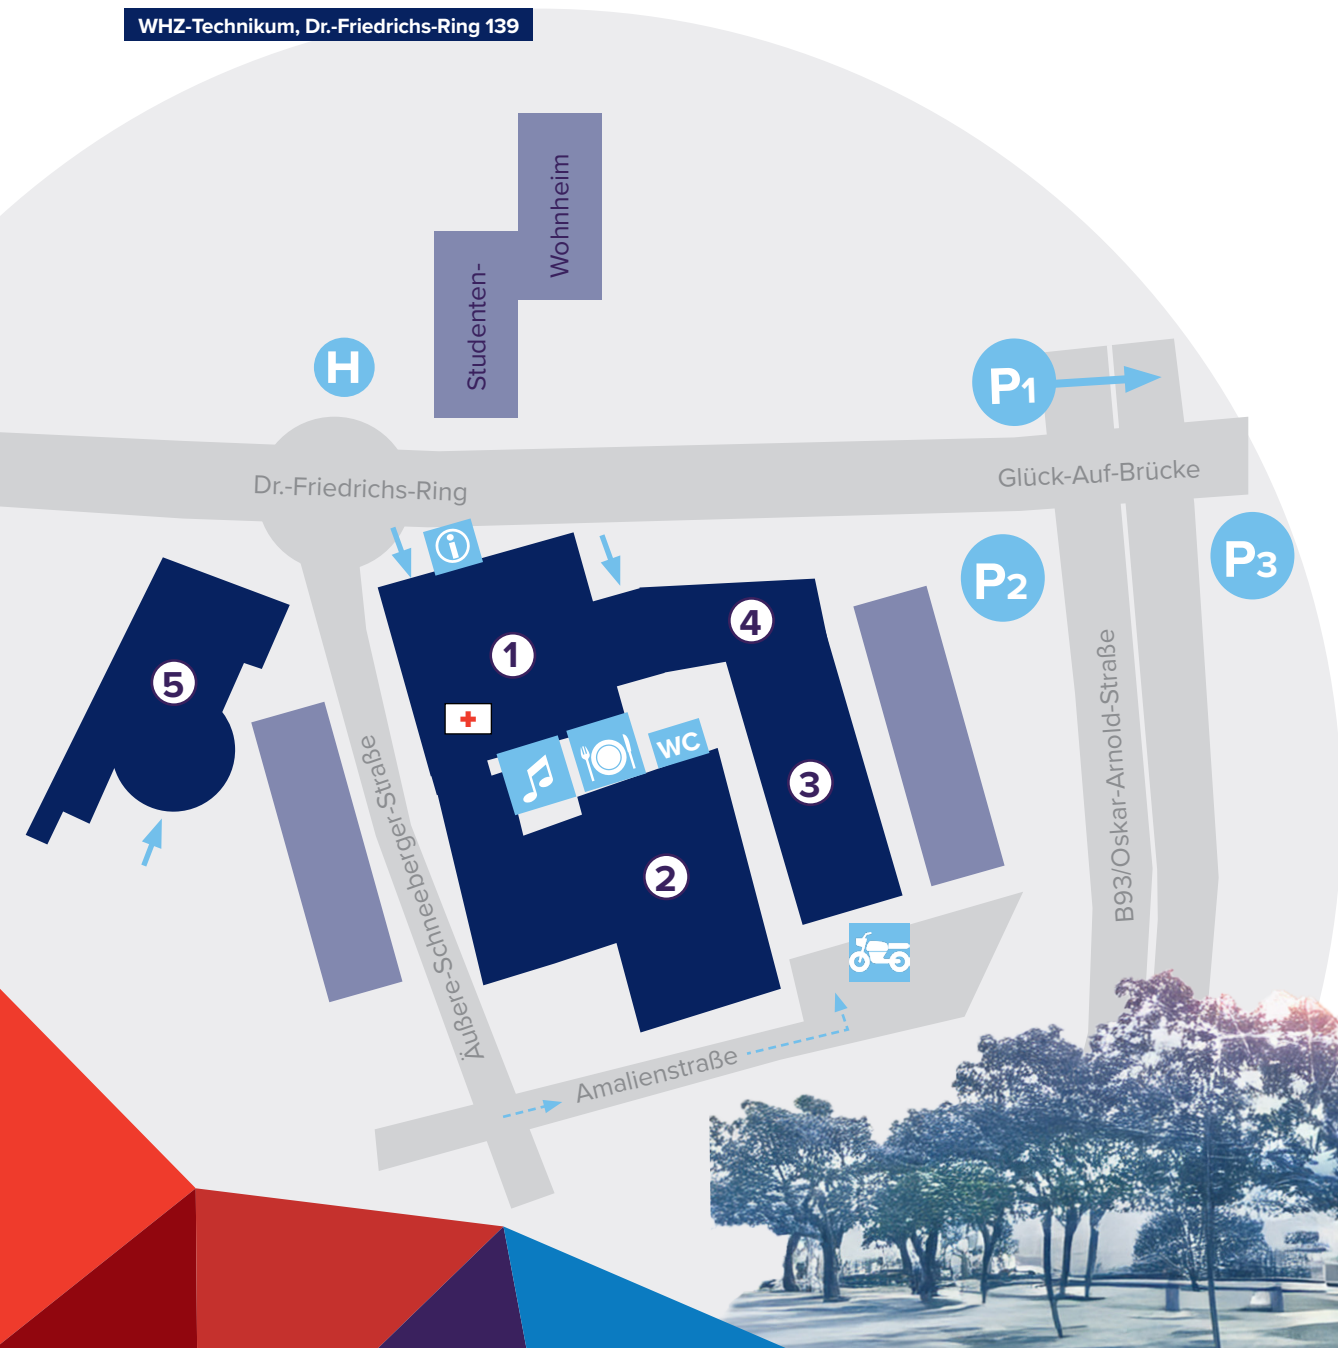 WHZ-Technikum, Dr.-Friedrichs-Ring 139
Wohnheim
Studenten-
H
P1
Dr.-Friedrichs-Ring
Glück-Auf-Brücke
i
P2
P3
4
1
5
B93/Oskar-Arnold-Straße
WC
3
Äußere-Schneeberger-Straße
2
Amalienstraße